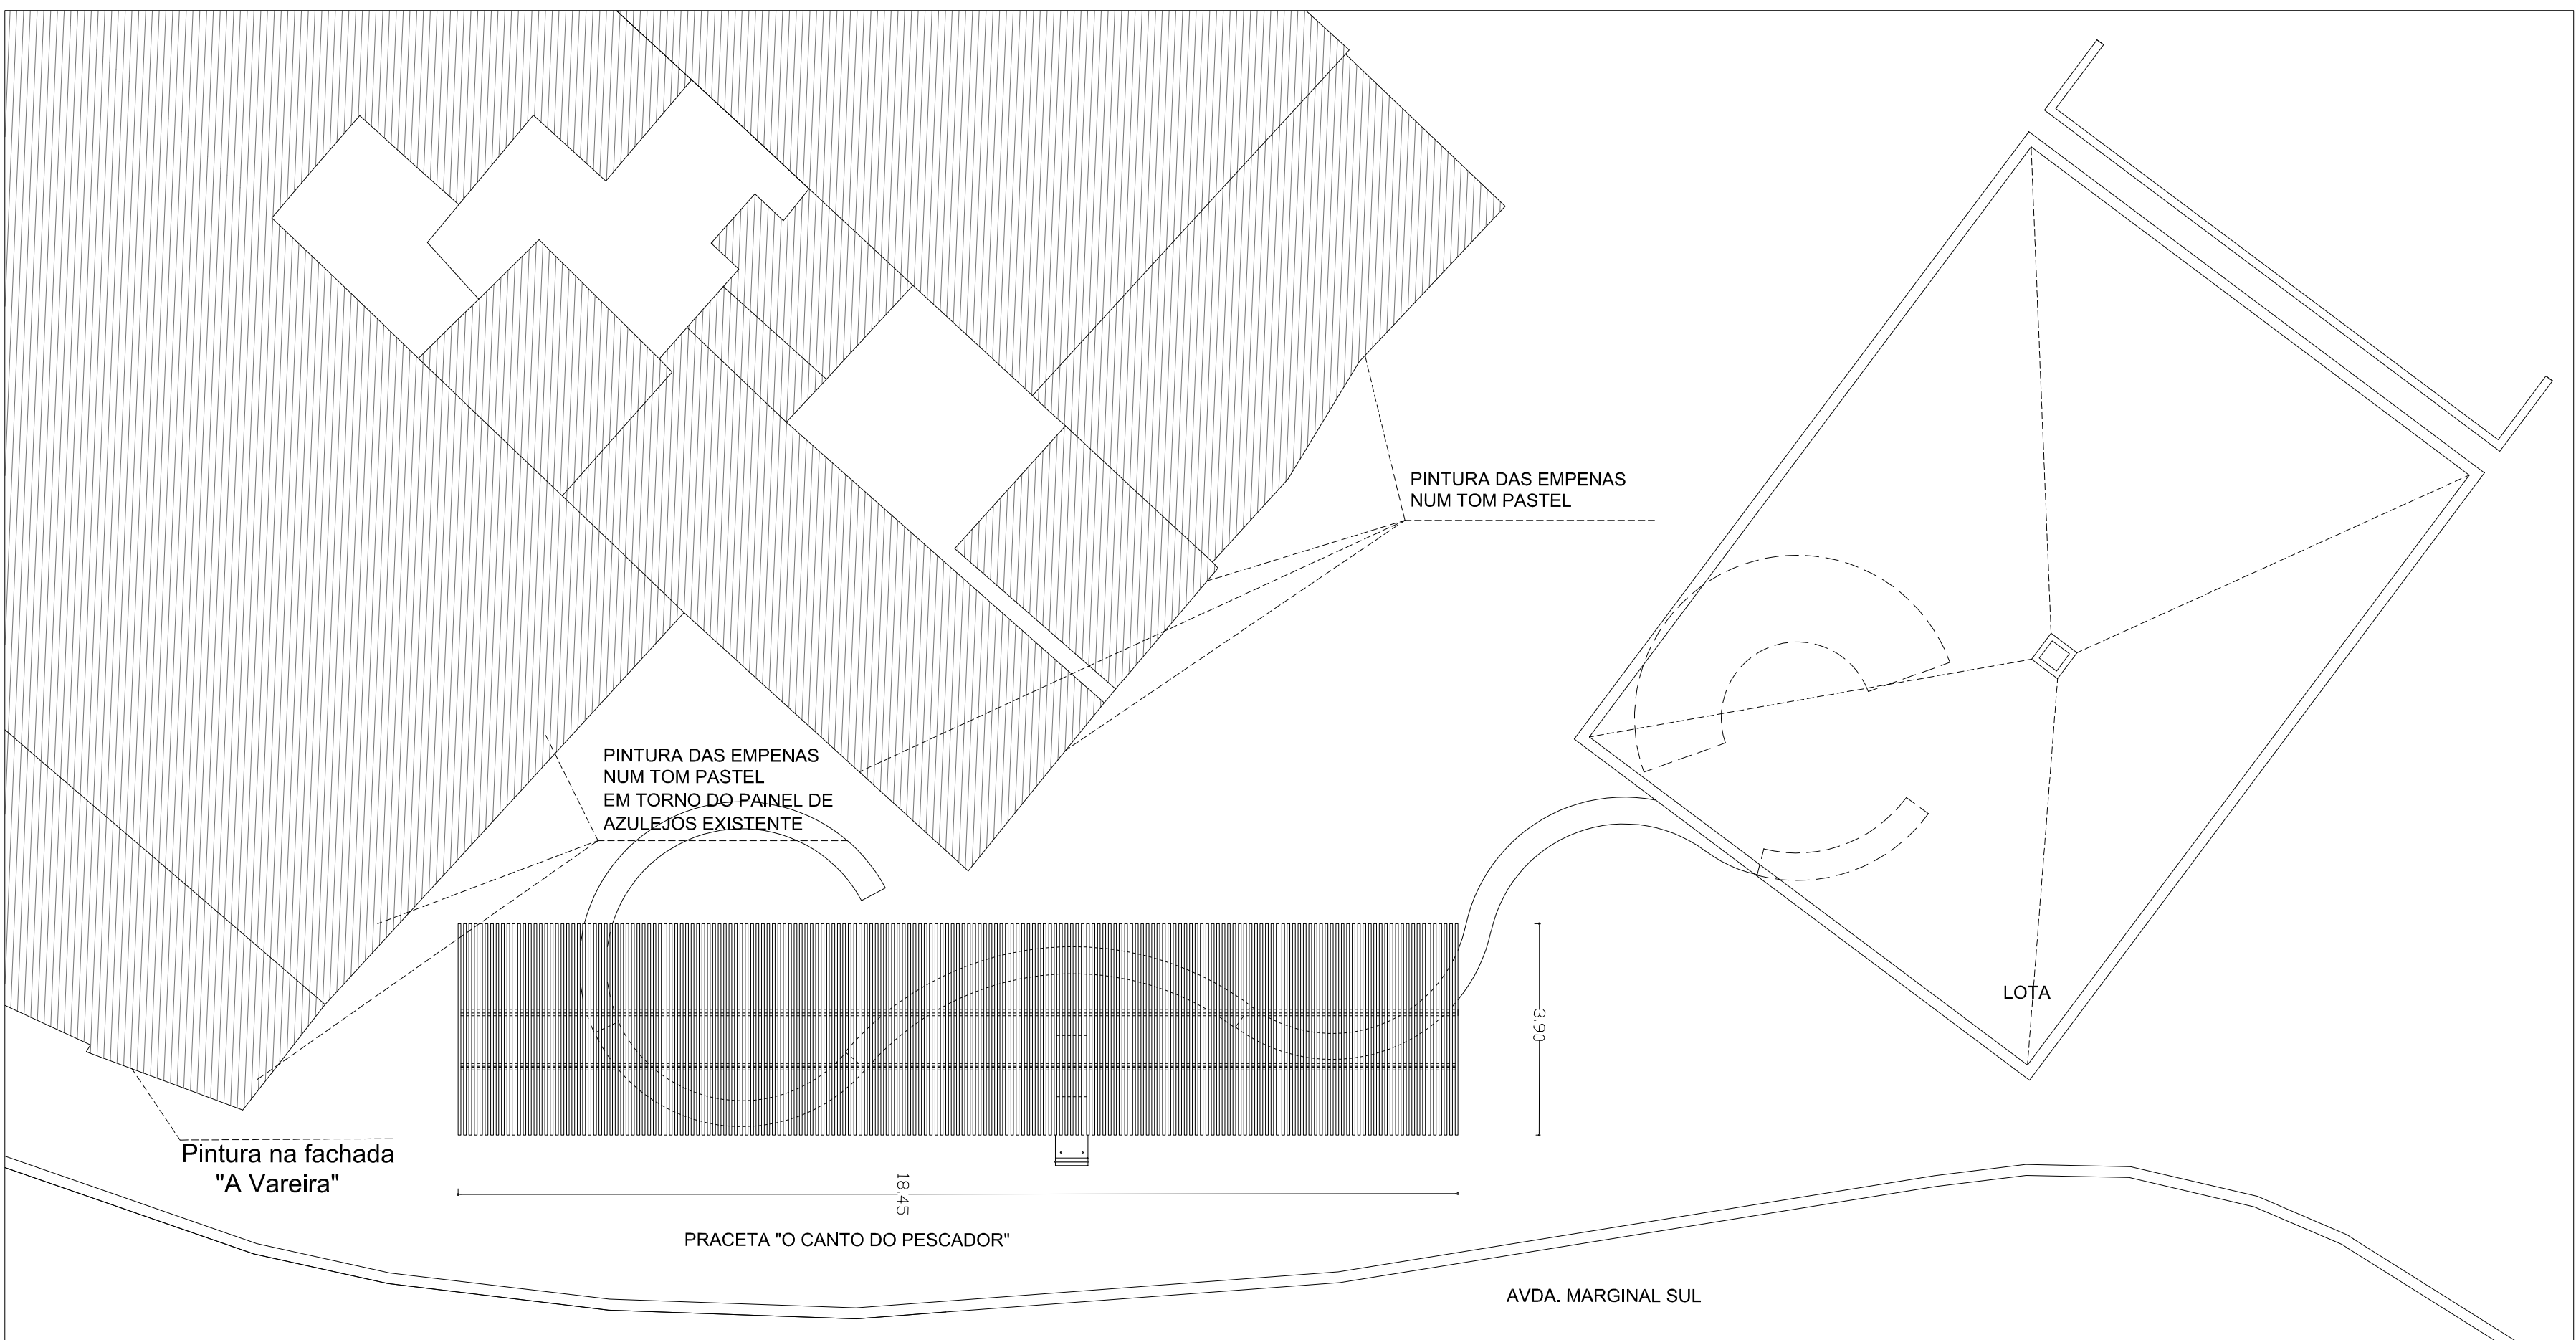 PINTURA DAS EMPENAS
NUM TOM PASTEL
PINTURA DAS EMPENAS
NUM TOM PASTEL
EM TORNO DO PAINEL DE
AZULEJOS EXISTENTE
LOTA
3.90
Pintura na fachada
"A Vareira"
18.45
PRACETA "O CANTO DO PESCADOR"
AVDA. MARGINAL SUL